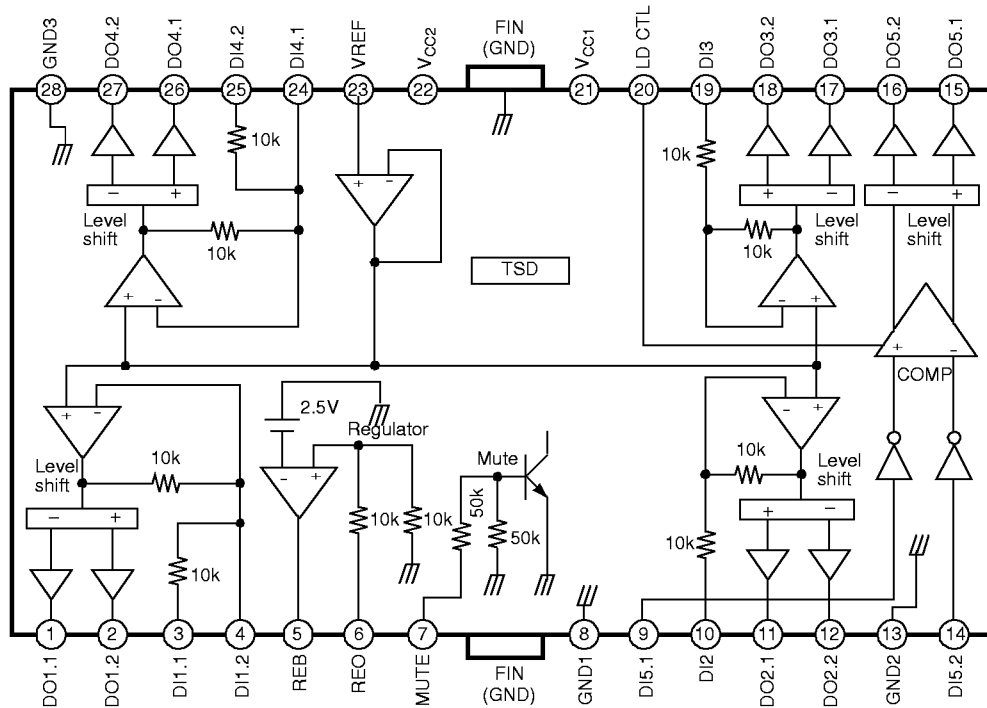 GND3
DO4.2
DO4.1
DI4.2
DI4.1
VREF
VCC2
FIN
(GND)
VCC1
LD CTL
DI3
DO3.2
DO3.1
DO5.2
DO5.1
28
27
26
25
24
23
22
21
20
19
18
17
16
15
10k
10k
+ -
- +
+ -
- +
Level
shift
10k
Level
shift
10k
Level
shift
TSD
+ -
- +
+ -
COMP
+ -
2.5V
- +
Level
shift
10k
Regulator
- +
10k
Level
shift
Mute
- +
10k
10k
10k
50k
50k
10k
+ -
1
2
3
4
5
6
7
8
9
10
11
12
13
14
DO1.1
DO1.2
DI1.1
DI1.2
REB
REO
MUTE
FIN
(GND)
GND1
DI5.1
DI2
DO2.1
DO2.2
GND2
DI5.2